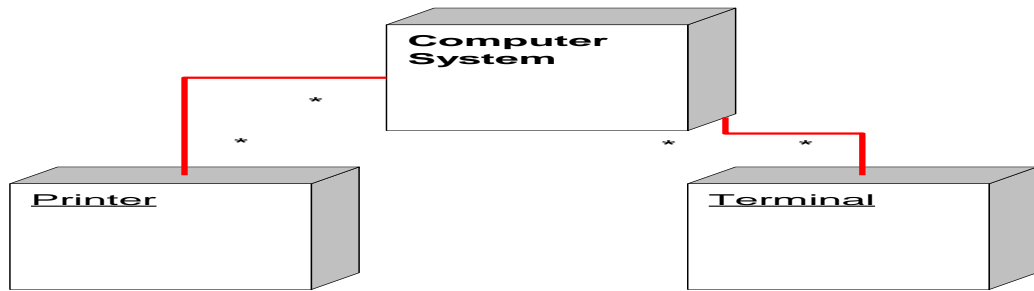 Computer
System
*
*
*
*
Printer
Terminal